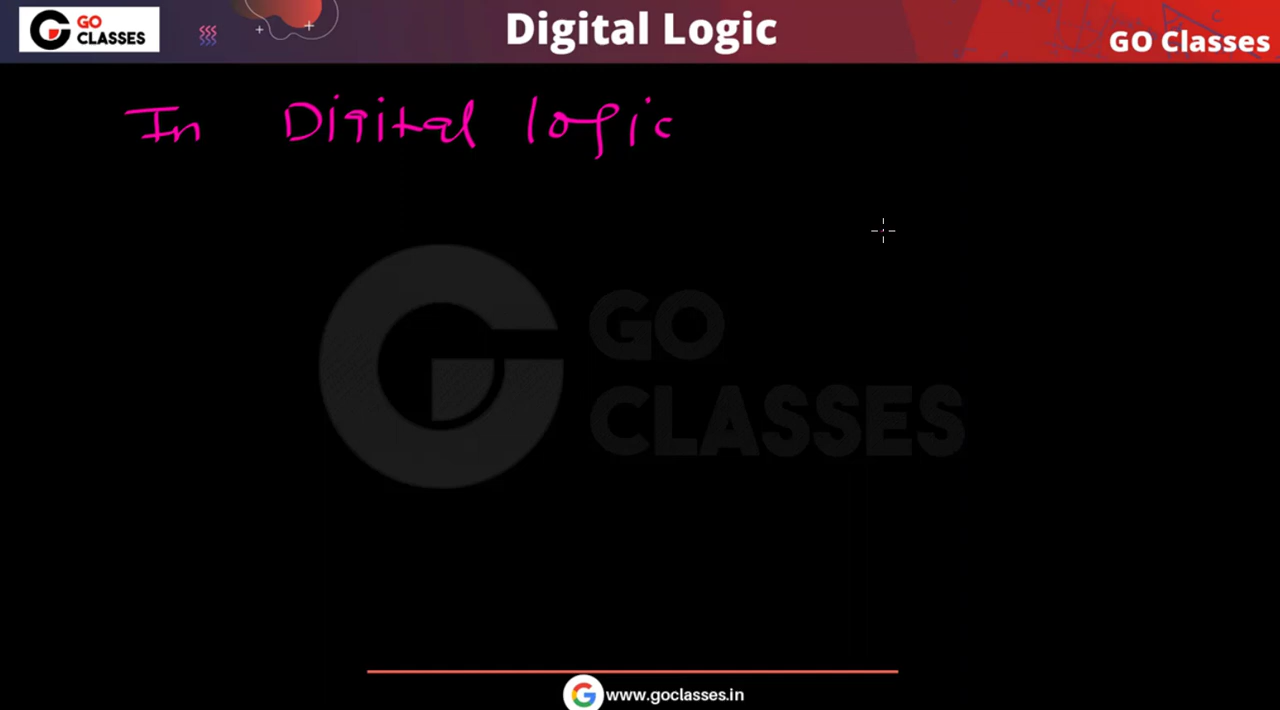 GO
CLASSES
Digital Logic
GO Classes
In Digital logic
GO
CLASSES
www.goclasses.in